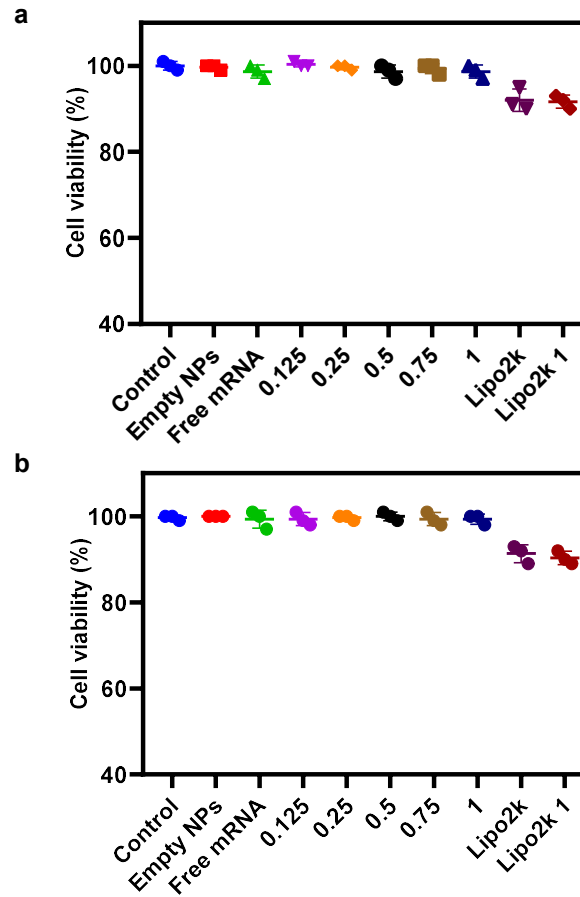 a
Cell viability (%)
100
80
60
40
Control
Empty NPs
Free mRNA
0.125
0.25
0.5
0.75
1
Lipo2k
Lipo2k 1
b
Cell viability (%)
100
80
60
40
Control
Empty NPs
Free mRNA
0.125
0.25
0.5
0.75
1
Lipo2k
Lipo2k 1